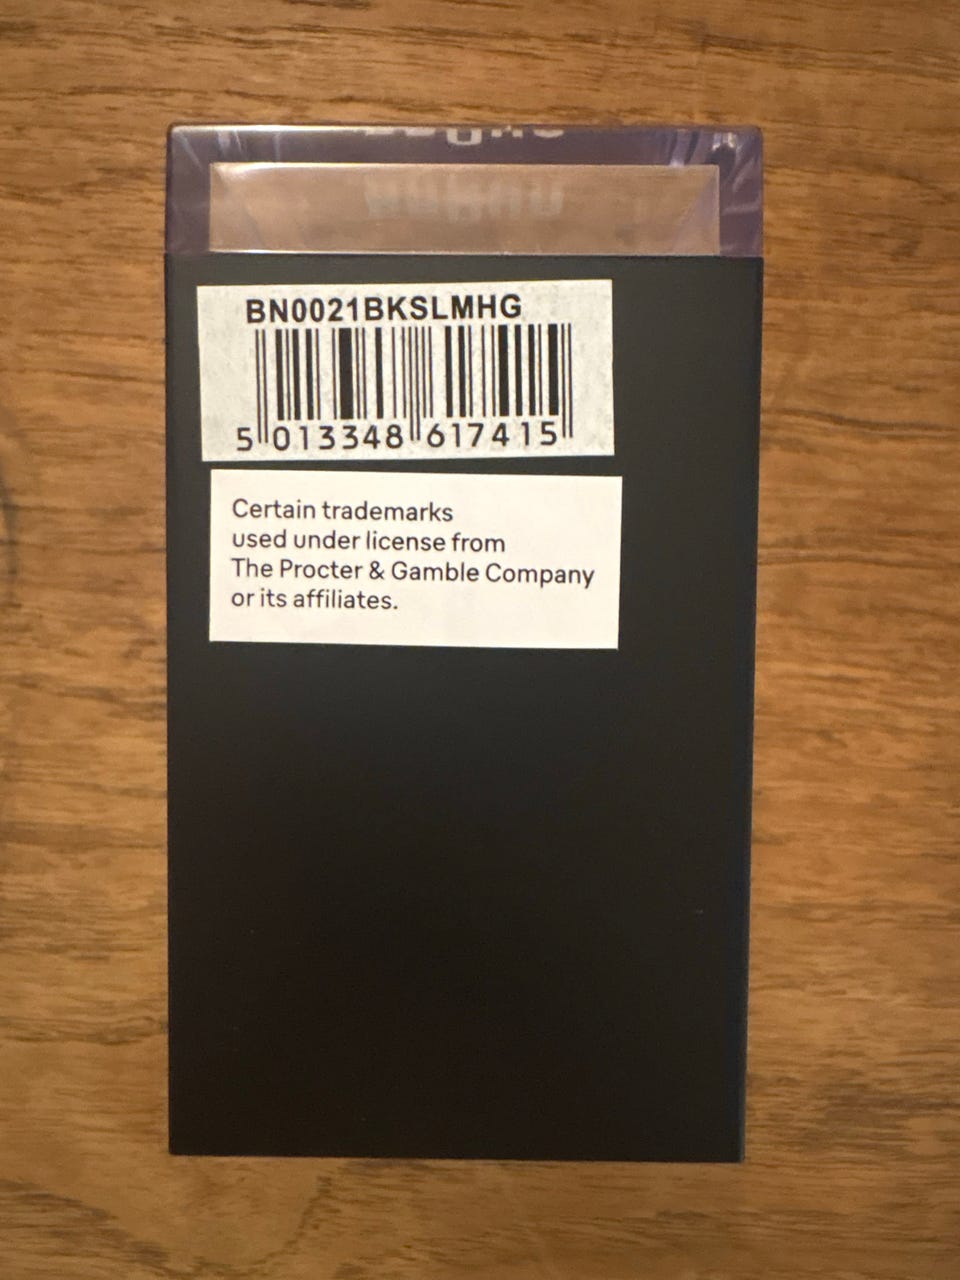 BN0021BKSLMHG
5 013348 617415
Certain trademarks
used under license from
The Procter & Gamble Company
or its affiliates.